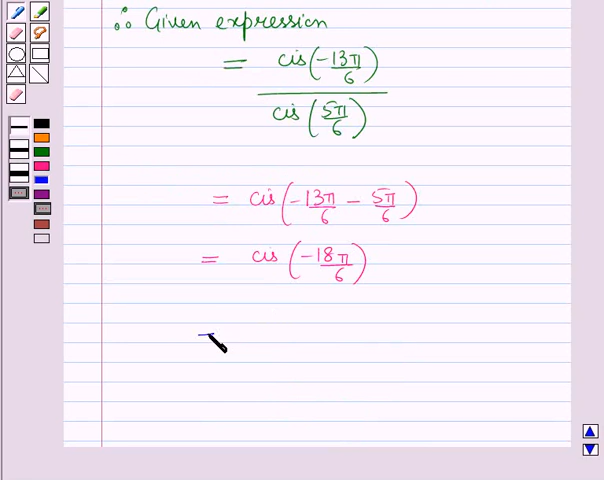 ∴ Given expression
= cis(-13π/6)
cis(5π/6)
= cis(-13π/6 - 5π/6)
= cis(-18π/6)